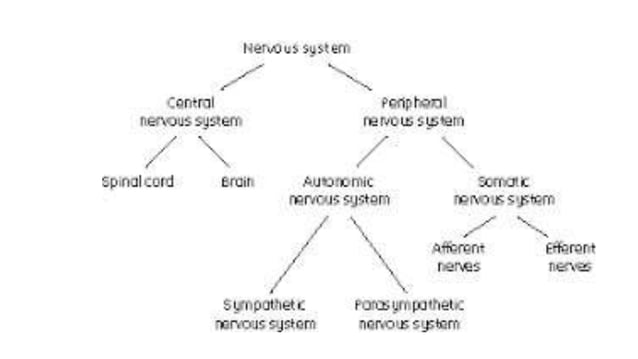 Nervous system
Central
nervous system
Peripheral
nervous system
Spinal cord
Brain
Autonomic
nervous system
Somatic
nervous system
Afferent
nerves
Efferent
nerves
Sympathetic
nervous system
Parasympathetic
nervous system